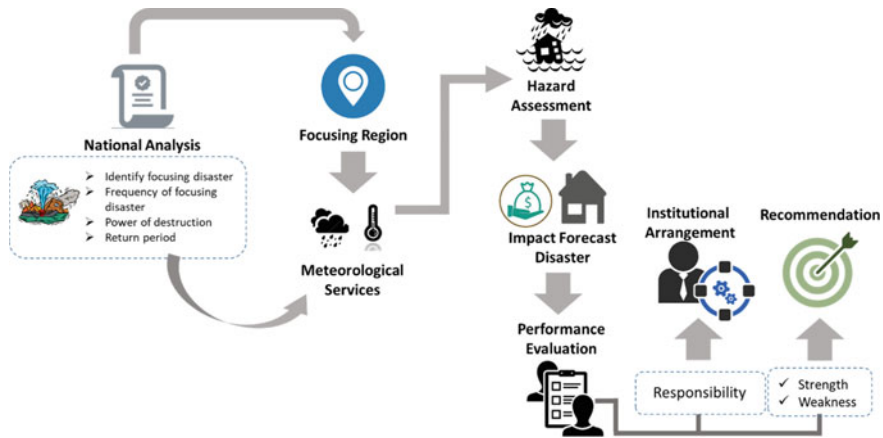 National Analysis
➢ Identify focusing disaster
➢ Frequency of focusing
disaster
➢ Power of destruction
➢ Return period
Focusing Region
Meteorological
Services
Hazard
Assessment
$
Impact Forecast
Disaster
Performance
Evaluation
Institutional
Arrangement
Responsibility
Recommendation
✓ Strength
✓ Weakness